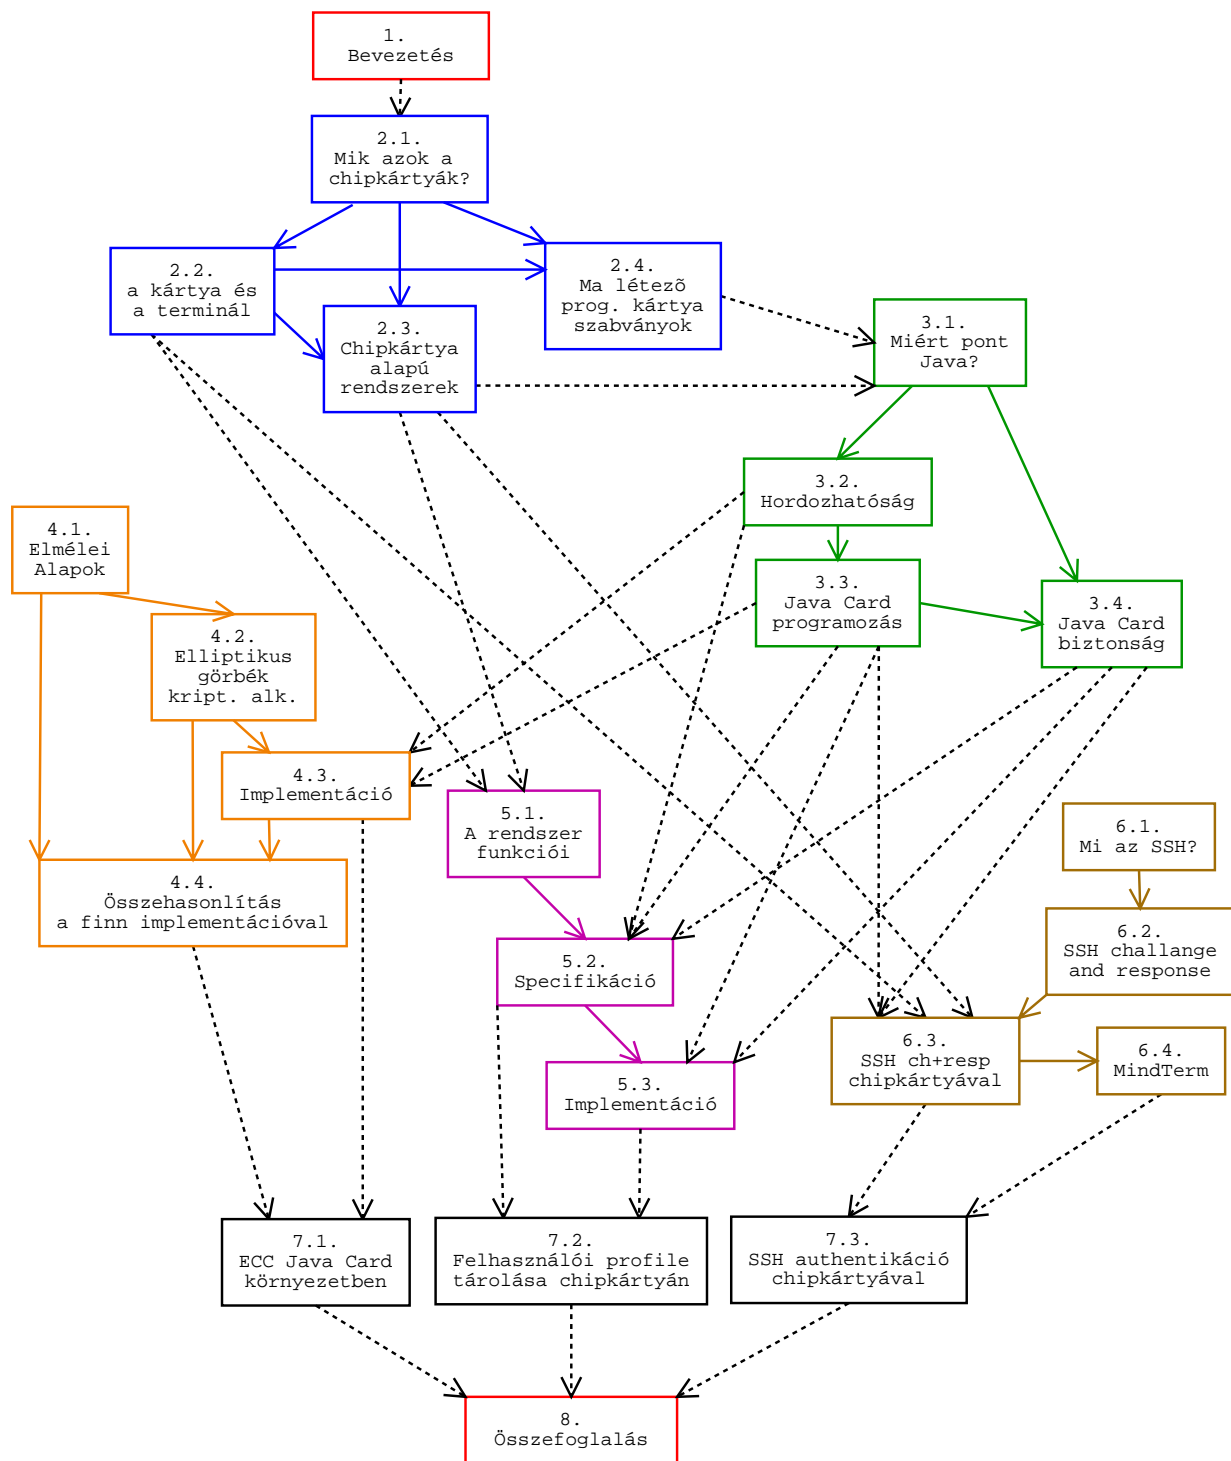 1.
Bevezetés
2.1.
Mik azok a
chipkártyák?
2.2.
a kártya és
a terminál
2.3.
Chipkártya
alapú
rendszerek
2.4.
Ma létezõ
prog. kártya
szabványok
3.1.
Miért pont
Java?
3.2.
Hordozhatóság
3.3.
Java Card
programozás
3.4.
Java Card
biztonság
4.1.
Elmélei
Alapok
4.2.
Elliptikus
görbék
kript. alk.
4.3.
Implementáció
4.4.
Összehasonlítás
a finn implementációval
5.1.
A rendszer
funkciói
5.2.
Specifikáció
5.3.
Implementáció
6.1.
Mi az SSH?
6.2.
SSH challange
and response
6.3.
SSH ch+resp
chipkártyával
6.4.
MindTerm
7.1.
ECC Java Card
környezetben
7.2.
Felhasználói profile
tárolása chipkártyán
7.3.
SSH authentikáció
chipkártyával
8.
Összefoglalás